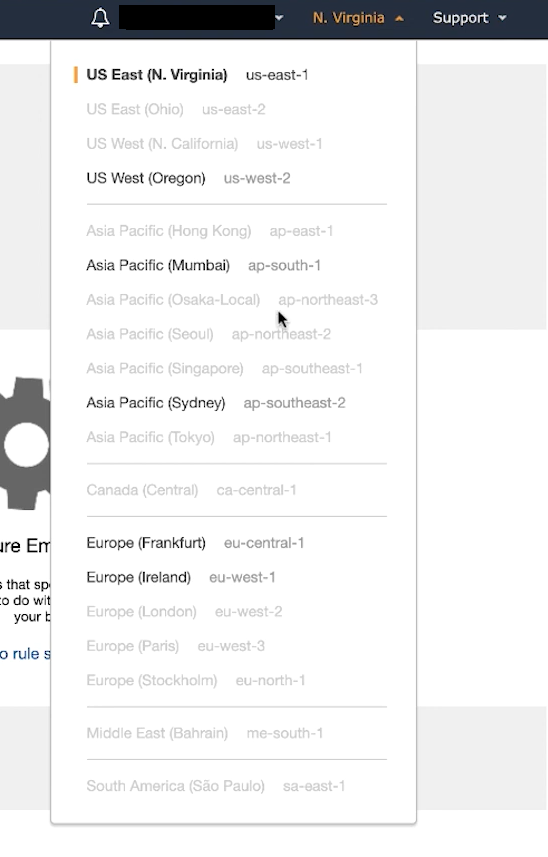 N. Virginia Support
US East (N. Virginia) us-east-1
US East (Ohio) us-east-2
US West (N. California) us-west-1
US West (Oregon) us-west-2
Asia Pacific (Hong Kong) ap-east-1
Asia Pacific (Mumbai) ap-south-1
Asia Pacific (Osaka-Local) ap-northeast-3
Asia Pacific (Seoul) ap-northeast-2
Asia Pacific (Singapore) ap-southeast-1
Asia Pacific (Sydney) ap-southeast-2
Asia Pacific (Tokyo) ap-northeast-1
Canada (Central) ca-central-1
Europe (Frankfurt) eu-central-1
Europe (Ireland) eu-west-1
Europe (London) eu-west-2
Europe (Paris) eu-west-3
Europe (Stockholm) eu-north-1
Middle East (Bahrain) me-south-1
South America (São Paulo) sa-east-1
ure Em
s that sp
to do wit
your b
o rule s